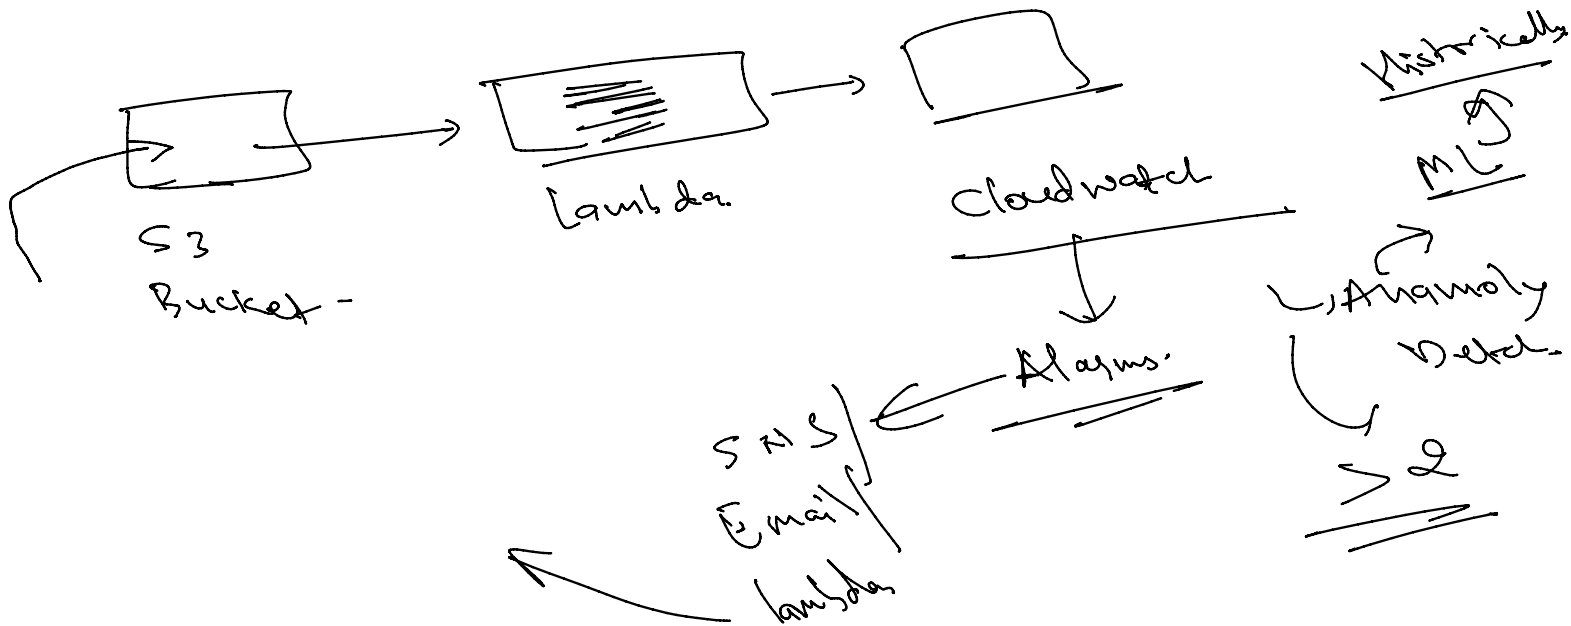 S3
Bucket -
Lambda.
Cloudwatch
Alarms.
SNS
Email
lambda
Historically
ML
Anamoly
Detect.
> 2